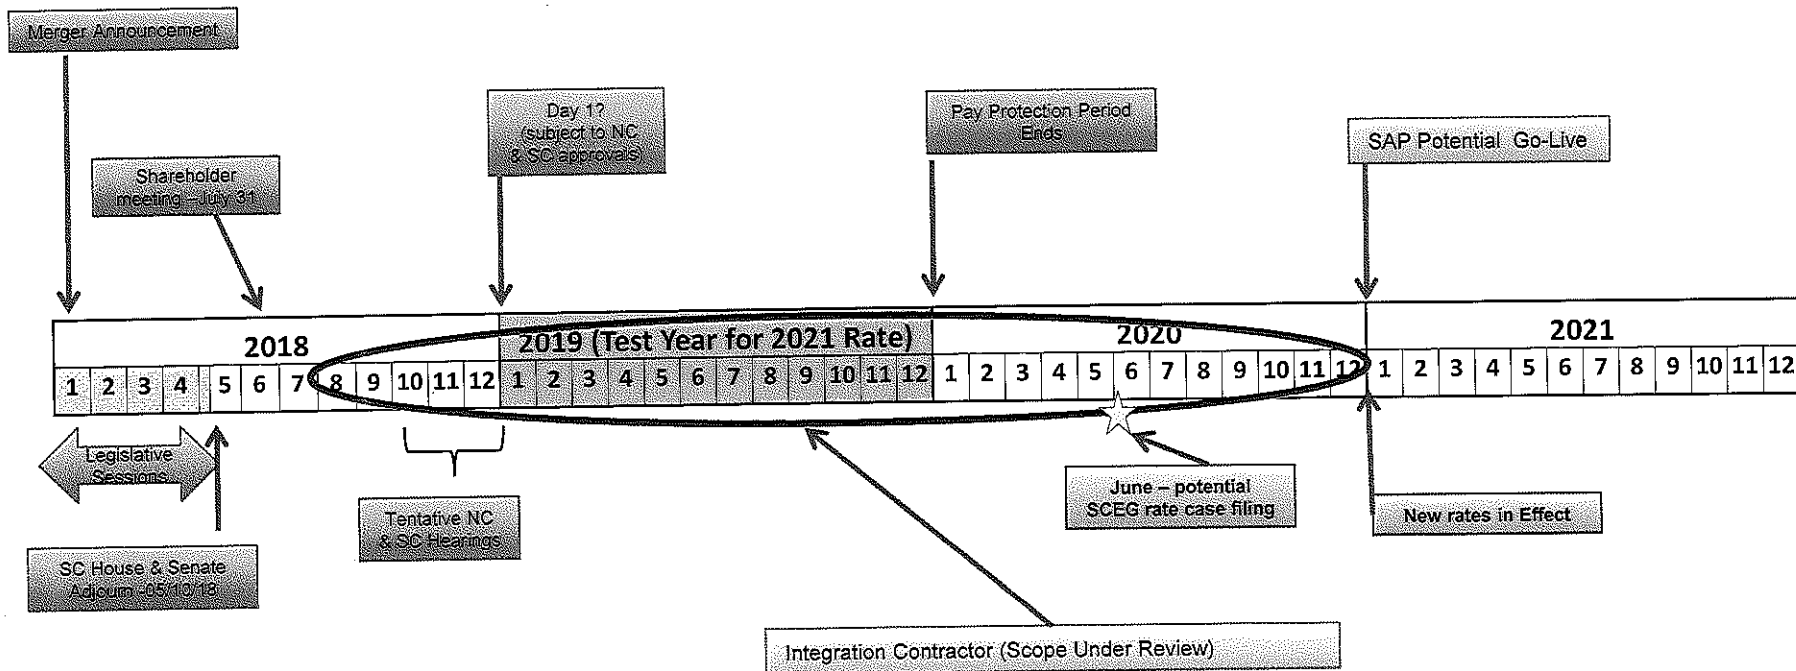 Merger Announcement
Day 1?
(subject to NC
& SC approvals)
Pay Protection Period
Ends
SAP Potential  Go-Live
Shareholder
meeting –July 31
2018
2019 (Test Year for 2021 Rate)
2020
2021
1 2 3 4 5 6 7 8 9 10 11 12 1 2 3 4 5 6 7 8 9 10 11 12 1 2 3 4 5 6 7 8 9 10 11 12 1 2 3 4 5 6 7 8 9 10 11 12
Legislative
Sessions
Tentative NC
& SC Hearings
June – potential
SCEG rate case filing
New rates in Effect
SC House & Senate
Adjourn -05/10/18
Integration Contractor (Scope Under Review)